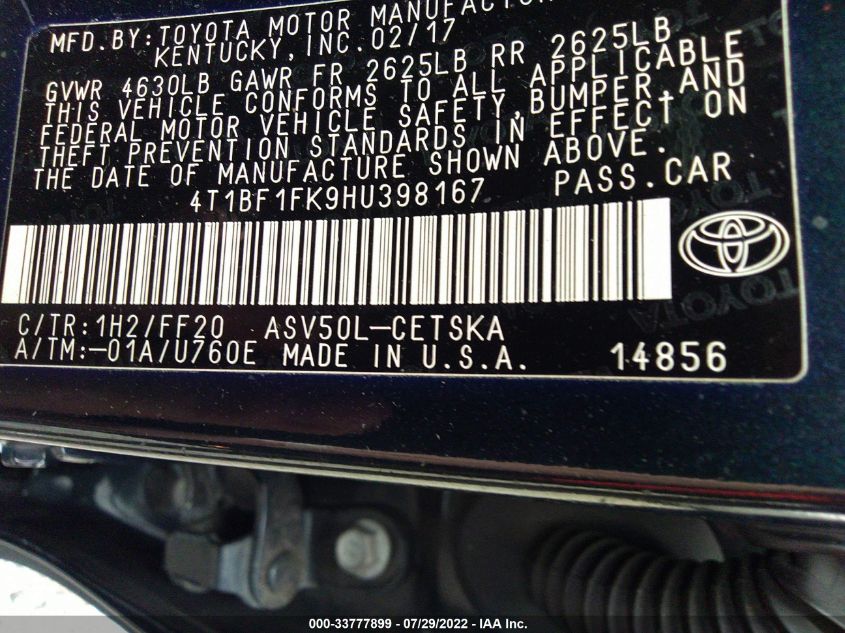 MFD.BY:TOYOTA MOTOR MANUFACTOR
KENTUCKY,INC.02/17
GVWR 4630LB GAWR FR 2625LB RR 2625LB
THIS VEHICLE CONFORMS TO ALL APPLICABLE
FEDERAL MOTOR VEHICLE SAFETY,BUMPER,AND
THEFT PREVENTION STANDARDS IN EFFECT ON
THE DATE OF MANUFACTURE SHOWN ABOVE.
4T1BF1FK9HU398167 PASS.CAR
C/TR:1H2/FF20 ASV50L-CETSKA
A/TM:-01A/U760E MADE IN U.S.A. 14856
TOYOTA
000-33777899 - 07/29/2022 - IAA Inc.